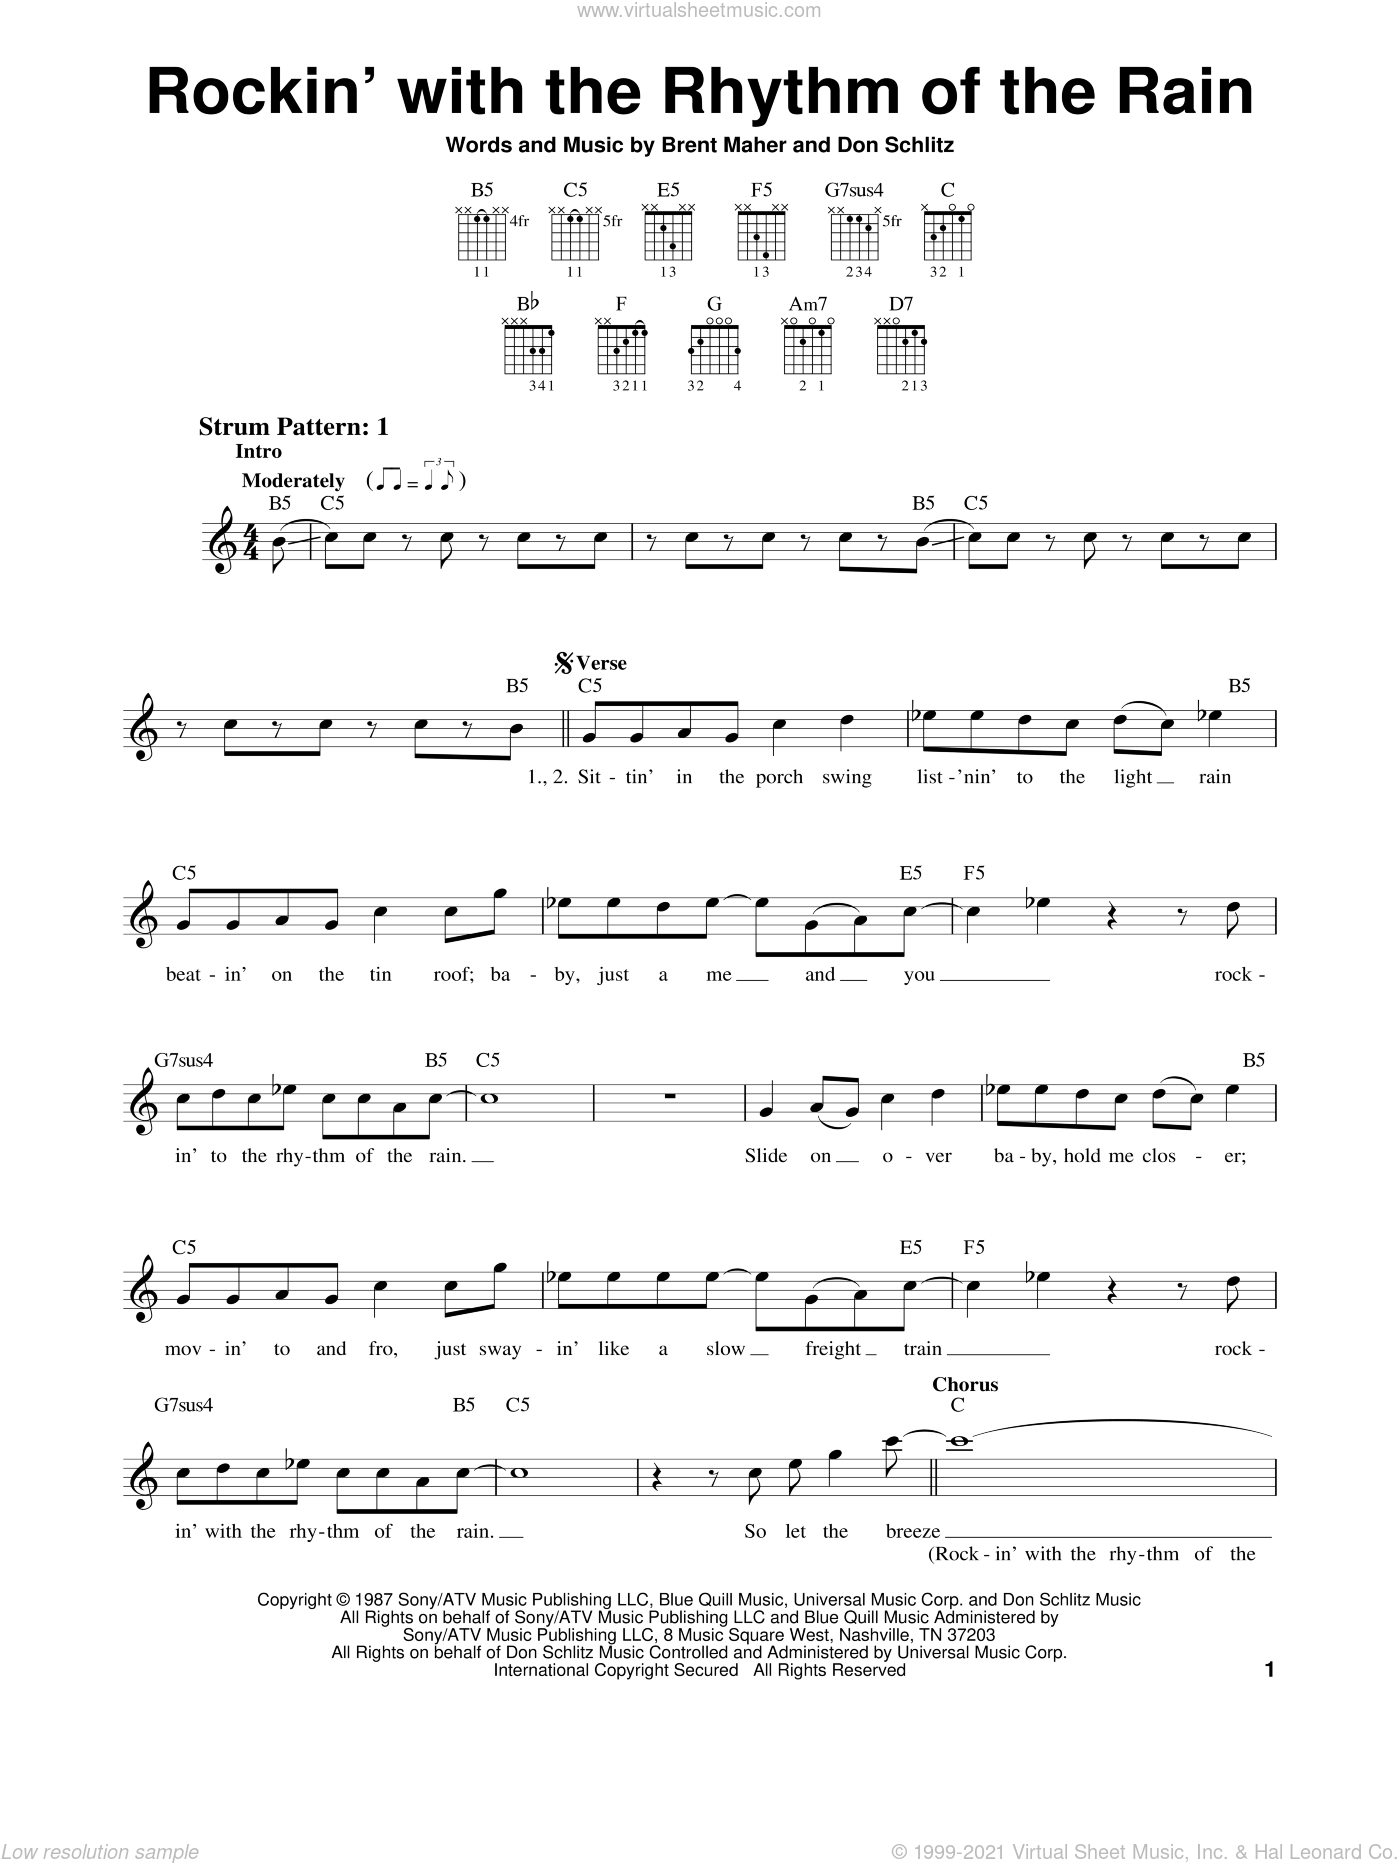 www.virtualsheetmusic.com
Rockin' with the Rhythm of the Rain
Words and Music by Brent Maher and Don Schlitz
B5 C5 E5 F5 G7sus4 C
4fr 5fr 5fr
11 11 13 13 234 32 1
B♭ F G Am7 D7
341 3211 32 4 2 1 213
Strum Pattern: 1
Intro
Moderately ( = 3 )
B5 C5 B5 C5
4
4
Verse
B5 C5 B5
1., 2. Sit - tin' in the porch swing list -'nin' to the light rain
C5 E5 F5
beat - in' on the tin roof; ba - by, just a me and you rock -
G7sus4 B5 C5 B5
in' to the rhy-thm of the rain. Slide on o - ver ba - by, hold me clos - er;
C5 E5 F5
mov - in' to and fro, just sway - in' like a slow freight train rock -
Chorus
G7sus4 B5 C5 C
in' with the rhy-thm of the rain. So let the breeze
(Rock - in' with the rhy-thm of the
Copyright © 1987 Sony/ATV Music Publishing LLC, Blue Quill Music, Universal Music Corp. and Don Schlitz Music
All Rights on behalf of Sony/ATV Music Publishing LLC and Blue Quill Music Administered by
Sony/ATV Music Publishing LLC, 8 Music Square West, Nashville, TN 37203
All Rights on behalf of Don Schlitz Music Controlled and Administered by Universal Music Corp.
International Copyright Secured All Rights Reserved
1
Low resolution sample
© 1999-2021 Virtual Sheet Music, Inc. & Hal Leonard Co.